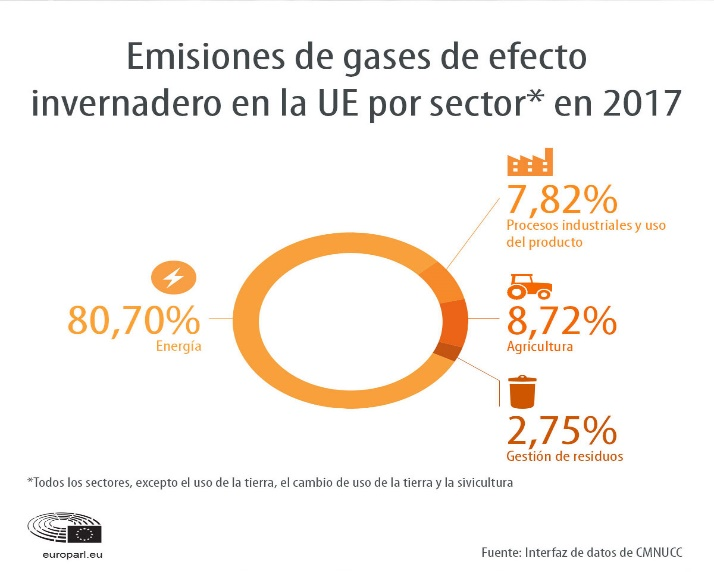 Emisiones de gases de efecto
invernadero en la UE por sector* en 2017
7,82%
Procesos industriales y uso
del producto
80,70%
Energía
8,72%
Agricultura
2,75%
Gestión de residuos
*Todos los sectores, excepto el uso de la tierra, el cambio de uso de la tierra y la sivicultura
europarl.eu
Fuente: Interfaz de datos de CMNUCC